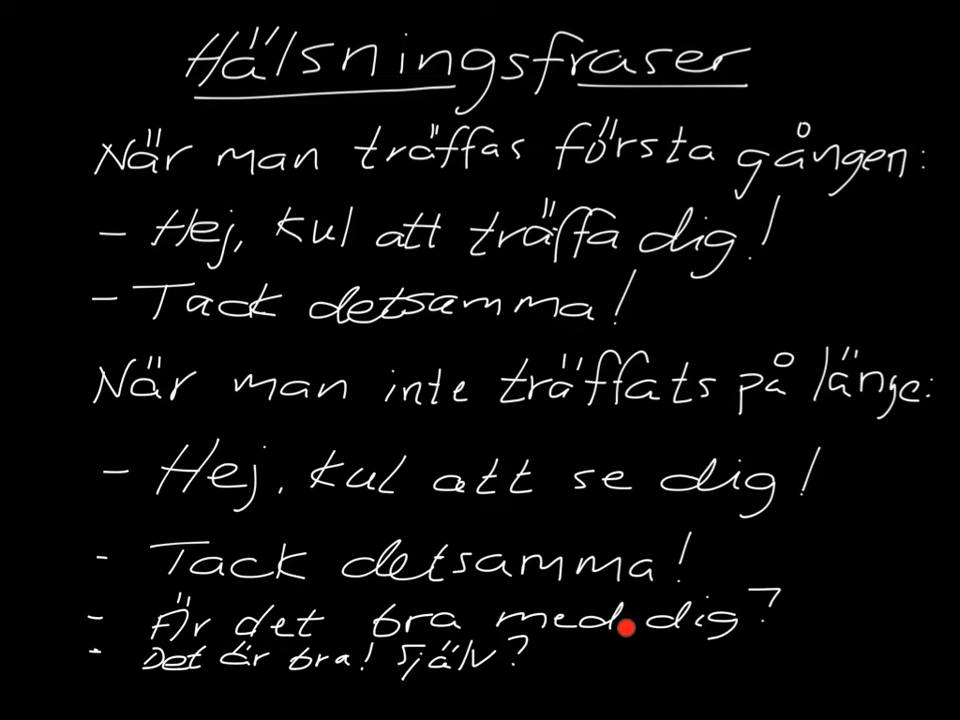 Hälsningsfraser
När man träffas första gången:
- Hej, kul att träffa dig!
- Tack detsamma!
När man inte träffats på länge:
- Hej, kul att se dig!
- Tack detsamma!
- Är det bra med dig?
- Det är bra! Själv?